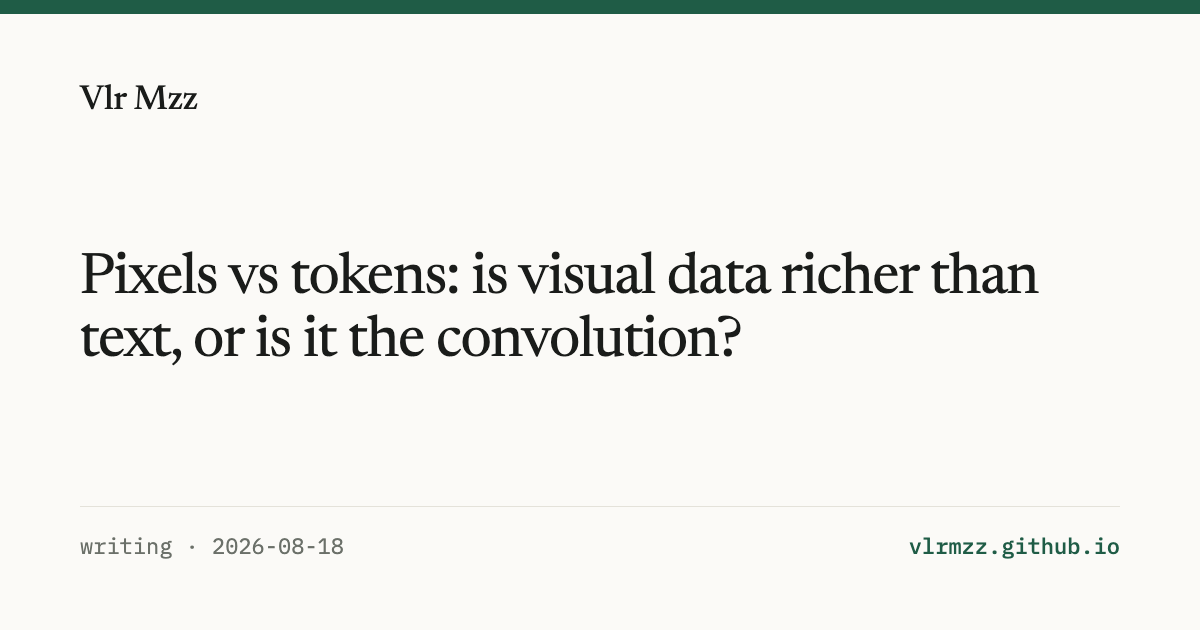 Vlr Mzz
Pixels vs tokens: is visual data richer than
text, or is it the convolution?
writing · 2026-08-18
vlrmzz.github.io